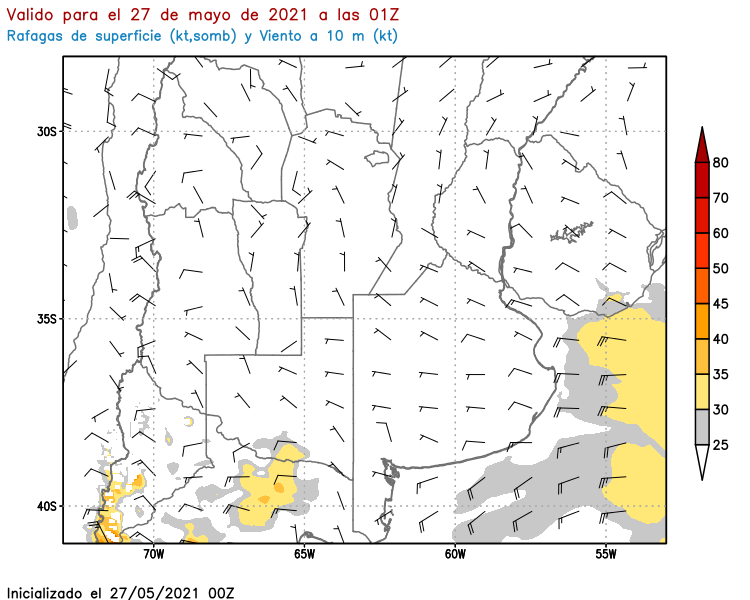 Valido para el 27 de mayo de 2021 a las 01Z
Rafagas de superficie (kt,somb) y Viento a 10 m (kt)
30S
35S
40S
70W
65W
60W
55W
80
70
60
50
45
40
35
30
25
Inicializado el 27/05/2021 00Z